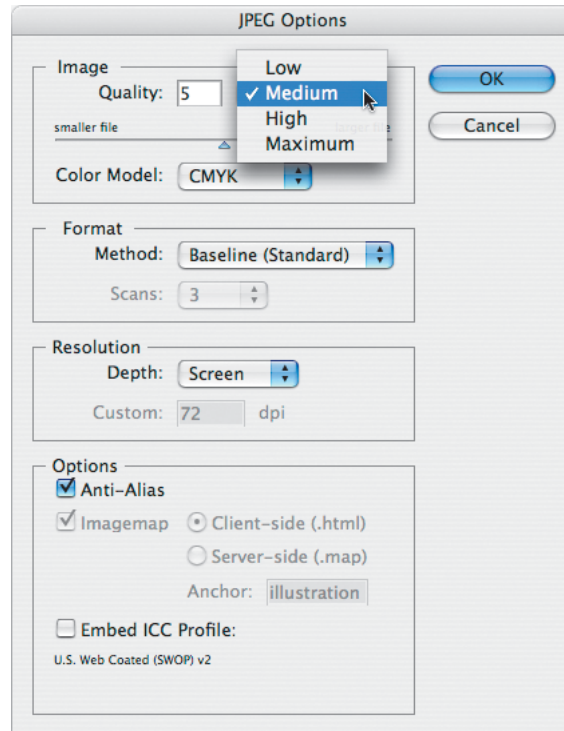 JPEG Options
Image
Quality: 5
Low
✓ Medium
High
Maximum
smaller file larger file
Color Model: CMYK
OK
Cancel
Format
Method: Baseline (Standard)
Scans: 3
Resolution
Depth: Screen
Custom: 72 dpi
Options
Anti-Alias
Imagemap Client-side (.html)
Server-side (.map)
Anchor: illustration
Embed ICC Profile:
U.S. Web Coated (SWOP) v2